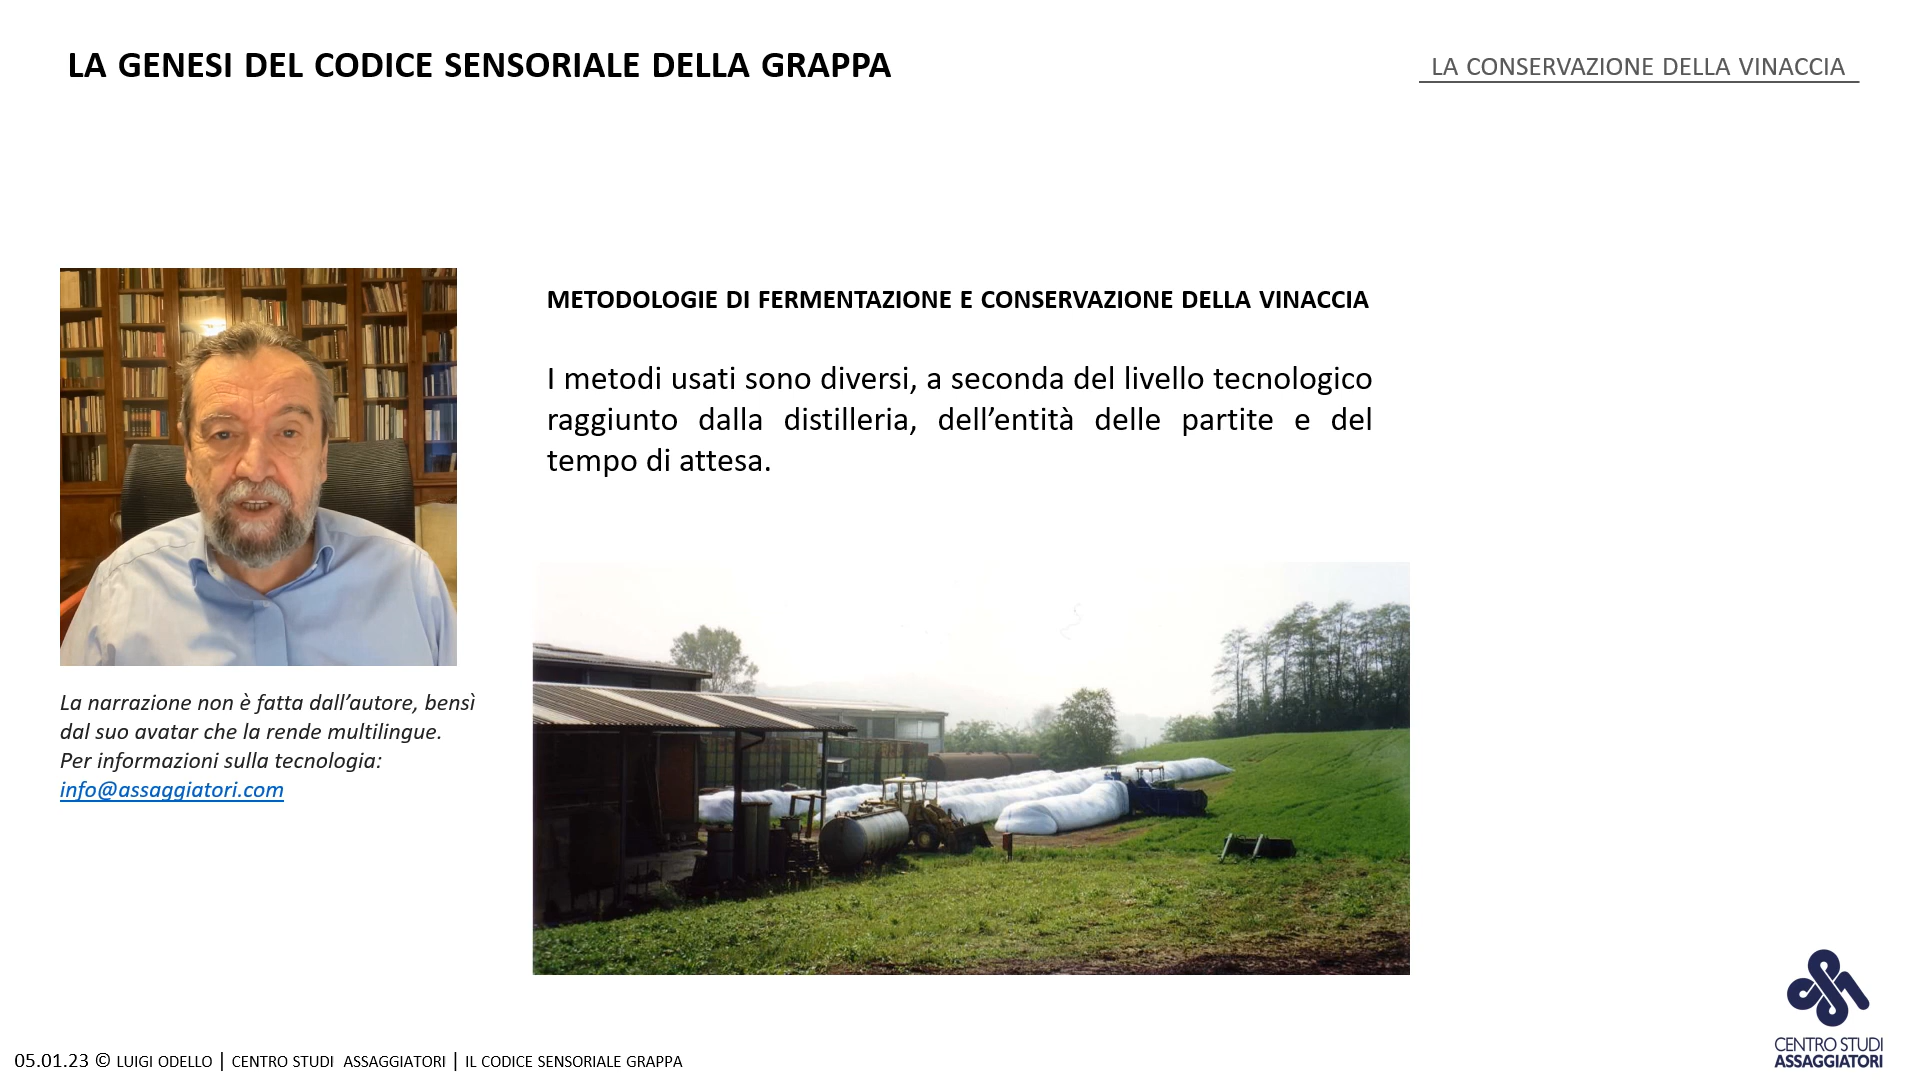 LA GENESI DEL CODICE SENSORIALE DELLA GRAPPA
LA CONSERVAZIONE DELLA VINACCIA
METODOLOGIE DI FERMENTAZIONE E CONSERVAZIONE DELLA VINACCIA
I metodi usati sono diversi, a seconda del livello tecnologico
raggiunto dalla distilleria, dell’entità delle partite e del
tempo di attesa.
La narrazione non è fatta dall’autore, bensì
dal suo avatar che la rende multilingue.
Per informazioni sulla tecnologia:
info@assaggiatori.com
CENTRO STUDI
ASSAGGIATORI
05.01.23 © LUIGI ODELLO | CENTRO STUDI ASSAGGIATORI | IL CODICE SENSORIALE GRAPPA